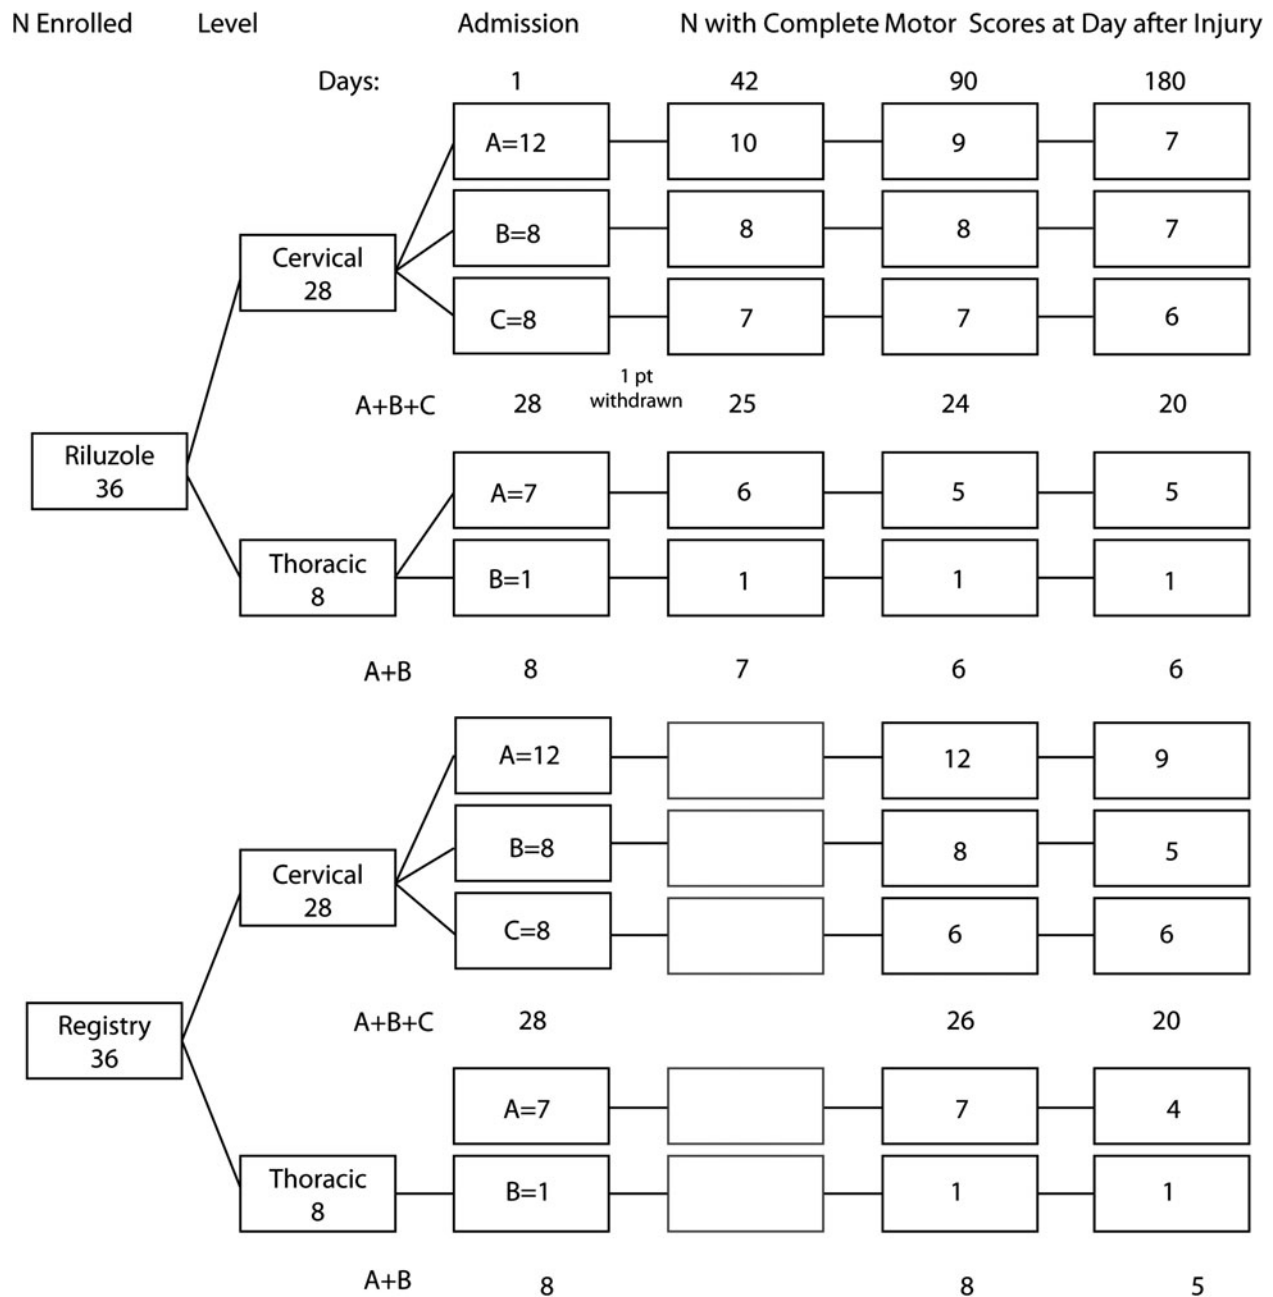 N Enrolled Level Admission N with Complete Motor Scores at Day after Injury
Days: 1 42 90 180
A=12 10 9 7
B=8 8 8 7
Cervical
28
C=8 7 7 6
1 pt
withdrawn
A+B+C 28 25 24 20
Riluzole
36
A=7 6 5 5
Thoracic
8
B=1 1 1 1
A+B 8 7 6 6
A=12 12 9
B=8 8 5
Cervical
28
C=8 6 6
A+B+C 28 26 20
Registry
36
A=7 7 4
Thoracic
8
B=1 1 1
A+B 8 8 5